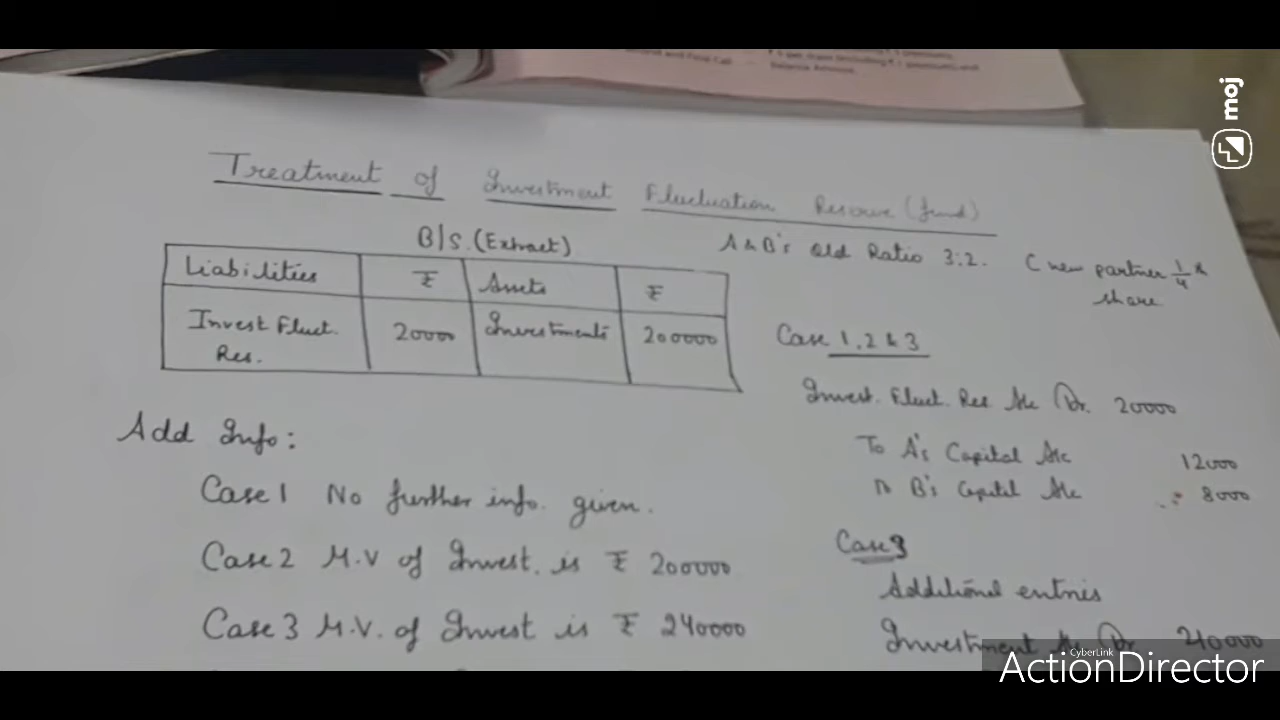 Balance Amount
moj
Treatment of Investment Fluctuation Reserve (fund)
B/S. (Extract)
A & B's Old Ratio 3:2. C new partner 1/4 share
Liabilities ₹ Assets ₹
Invest Fluct. Res. 20000 Investments 200000
Add Info:
Case 1 No further info. given.
Case 2 M.V of Invest. is ₹ 200000
Case 3 M.V. of Invest is ₹ 240000
Case 1, 2 & 3
Invest. Fluct. Res A/c Dr. 20000
To A's Capital A/c 12000
To B's Capital A/c 8000
Case 3
Additional entries
Investment A/c Dr.
CyberLink
ActionDirector